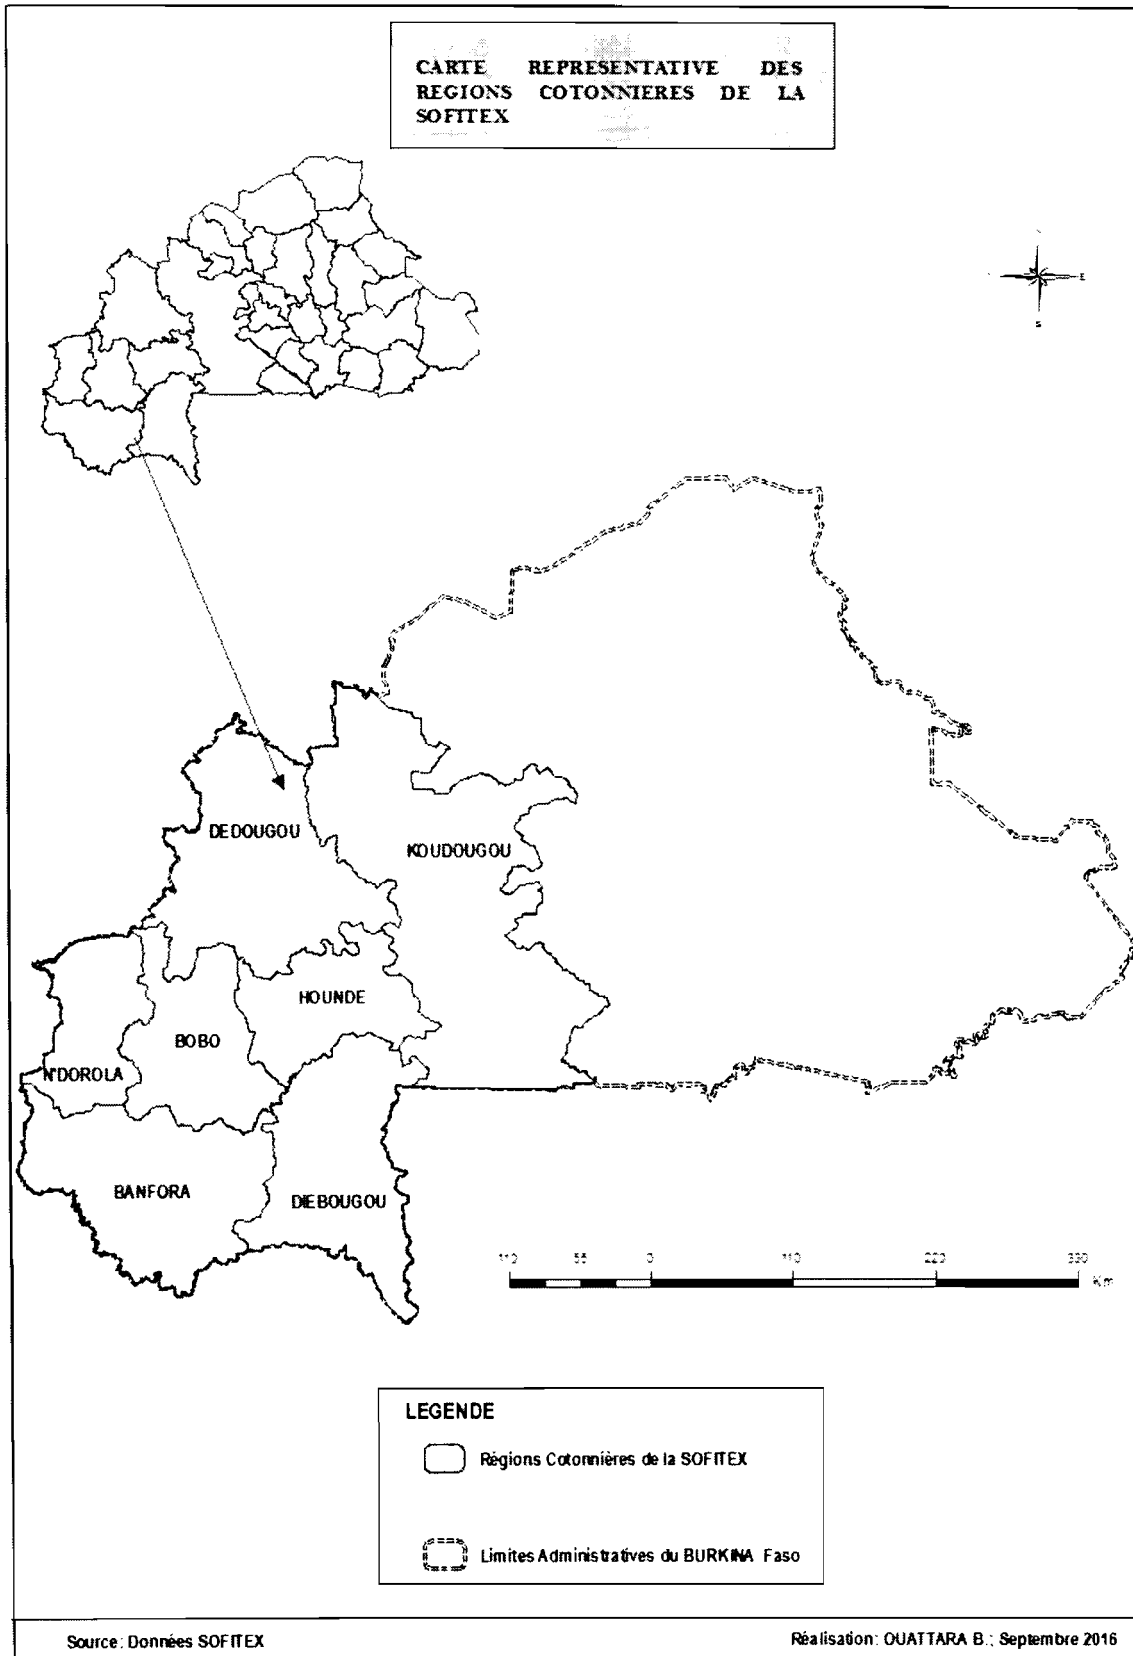 CARTE REPRESENTATIVE DES
REGIONS COTONNIERES DE LA
SOFITEX
E
S
DEDOUGOU
KOUDOUGOU
HOUNDE
BOBO
N'DOROLA
BANFORA
DIEBOUGOU
110 55 0 110 220 330
Km
LEGENDE
Régions Cotonnières de la SOFITEX
Limites Administratives du BURKINA Faso
Source: Données SOFITEX
Réalisation: OUATTARA B.; Septembre 2016